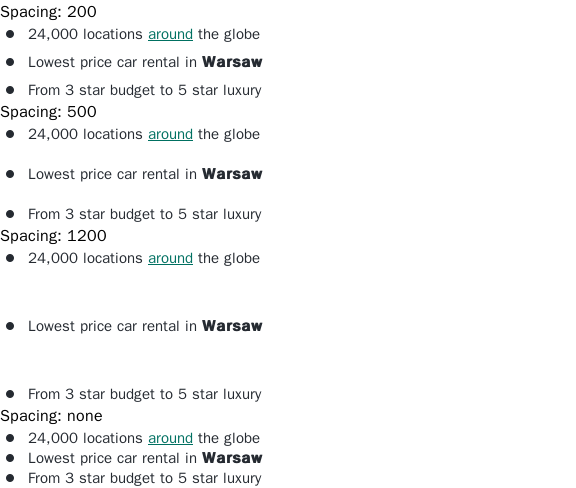 Spacing: 200
• 24,000 locations around the globe
• Lowest price car rental in Warsaw
• From 3 star budget to 5 star luxury
Spacing: 500
• 24,000 locations around the globe
• Lowest price car rental in Warsaw
• From 3 star budget to 5 star luxury
Spacing: 1200
• 24,000 locations around the globe
• Lowest price car rental in Warsaw
• From 3 star budget to 5 star luxury
Spacing: none
• 24,000 locations around the globe
• Lowest price car rental in Warsaw
• From 3 star budget to 5 star luxury